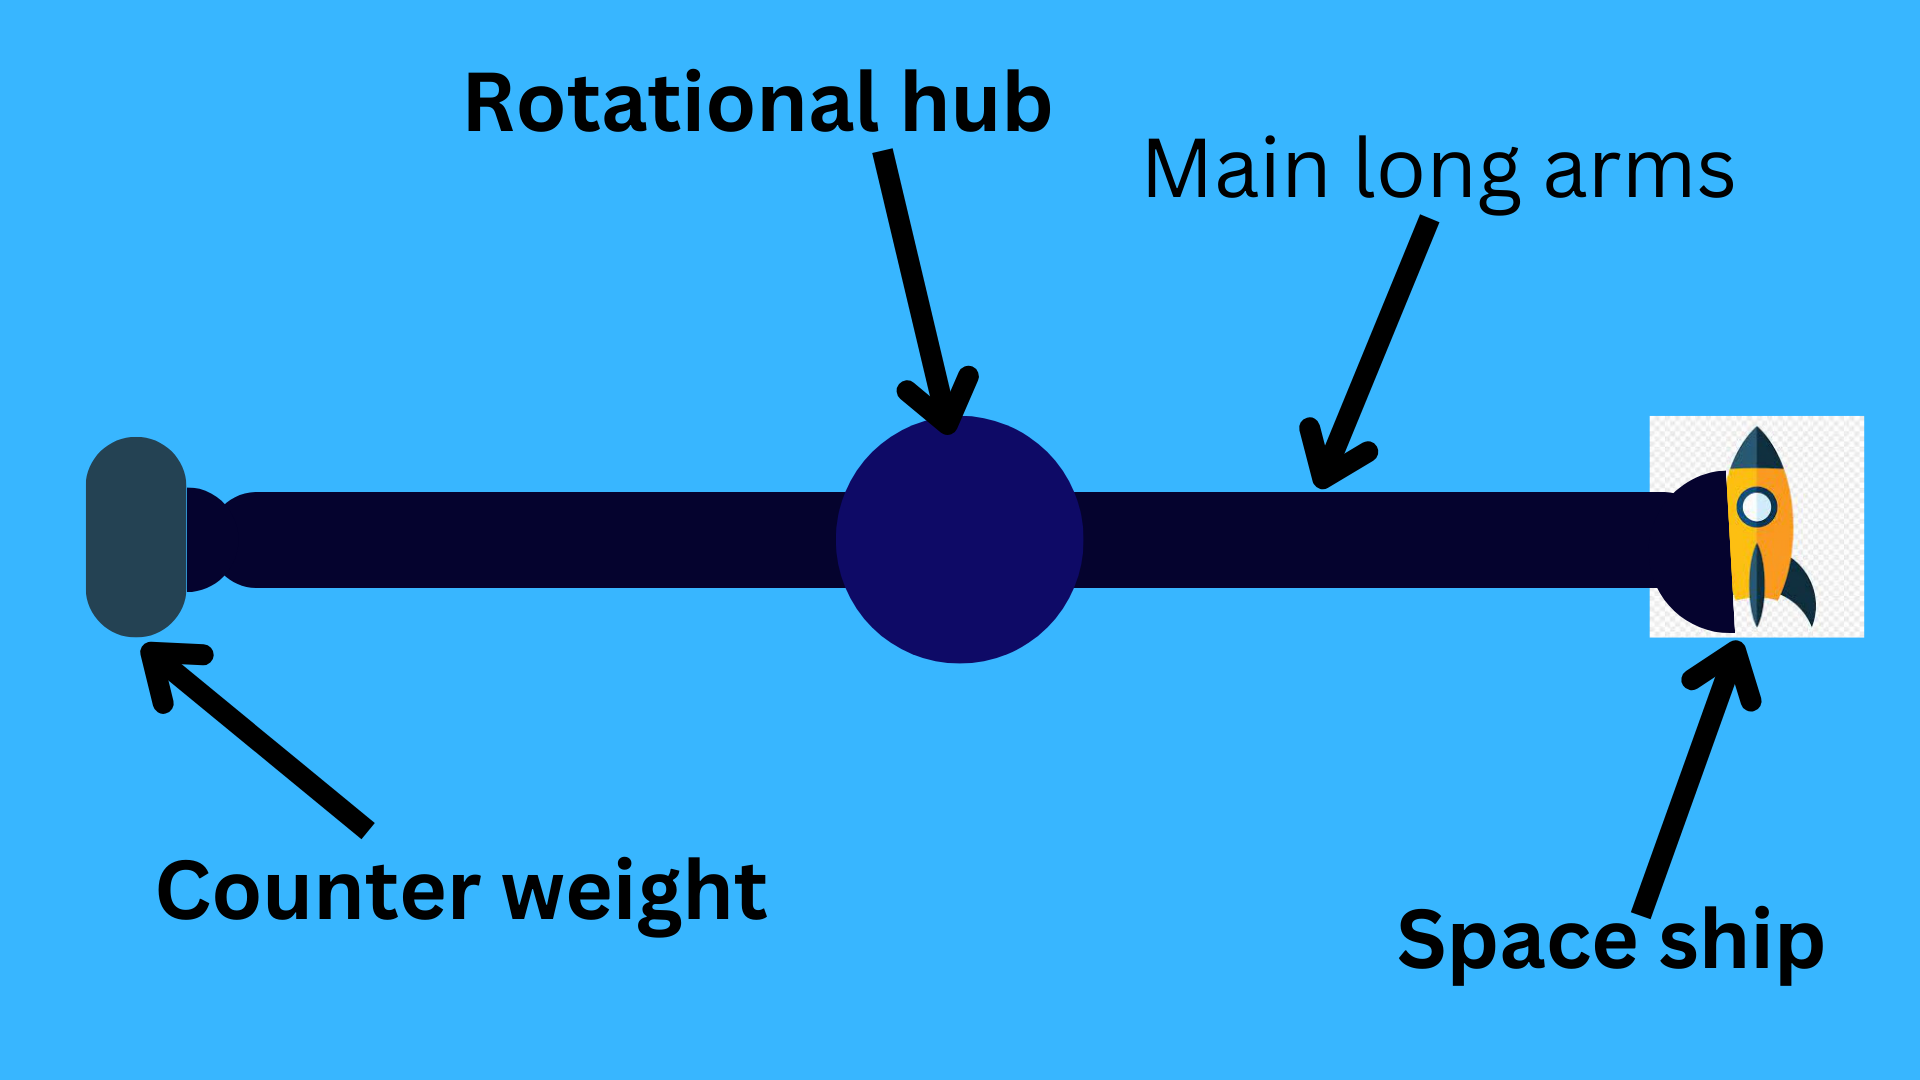 Rotational hub
Main long arms
Counter weight
Space ship